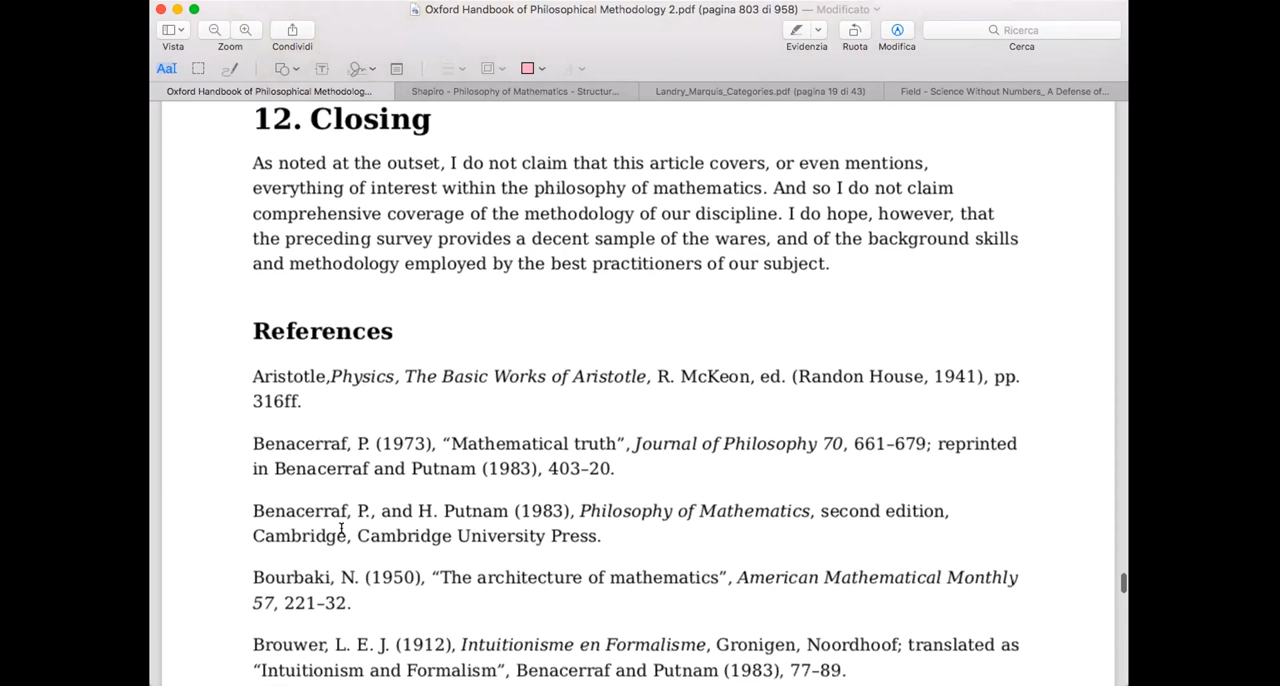 Oxford Handbook of Philosophical Methodology 2.pdf (pagina 803 di 958) — Modificato
Vista
Zoom
Condividi
Evidenzia
Ruota
Modifica
Ricerca
Cerca
AaI
T
A
Oxford Handbook of Philosophical Methodolog...
Shapiro - Philosophy of Mathematics - Structur...
Landry_Marquis_Categories.pdf (pagina 19 di 43)
Field - Science Without Numbers_ A Defense of...
12. Closing
As noted at the outset, I do not claim that this article covers, or even mentions,
everything of interest within the philosophy of mathematics. And so I do not claim
comprehensive coverage of the methodology of our discipline. I do hope, however, that
the preceding survey provides a decent sample of the wares, and of the background skills
and methodology employed by the best practitioners of our subject.
References
Aristotle,Physics, The Basic Works of Aristotle, R. McKeon, ed. (Randon House, 1941), pp.
316ff.
Benacerraf, P. (1973), “Mathematical truth”, Journal of Philosophy 70, 661–679; reprinted
in Benacerraf and Putnam (1983), 403–20.
Benacerraf, P., and H. Putnam (1983), Philosophy of Mathematics, second edition,
Cambridge, Cambridge University Press.
Bourbaki, N. (1950), “The architecture of mathematics”, American Mathematical Monthly
57, 221–32.
Brouwer, L. E. J. (1912), Intuitionisme en Formalisme, Gronigen, Noordhoof; translated as
“Intuitionism and Formalism”, Benacerraf and Putnam (1983), 77–89.